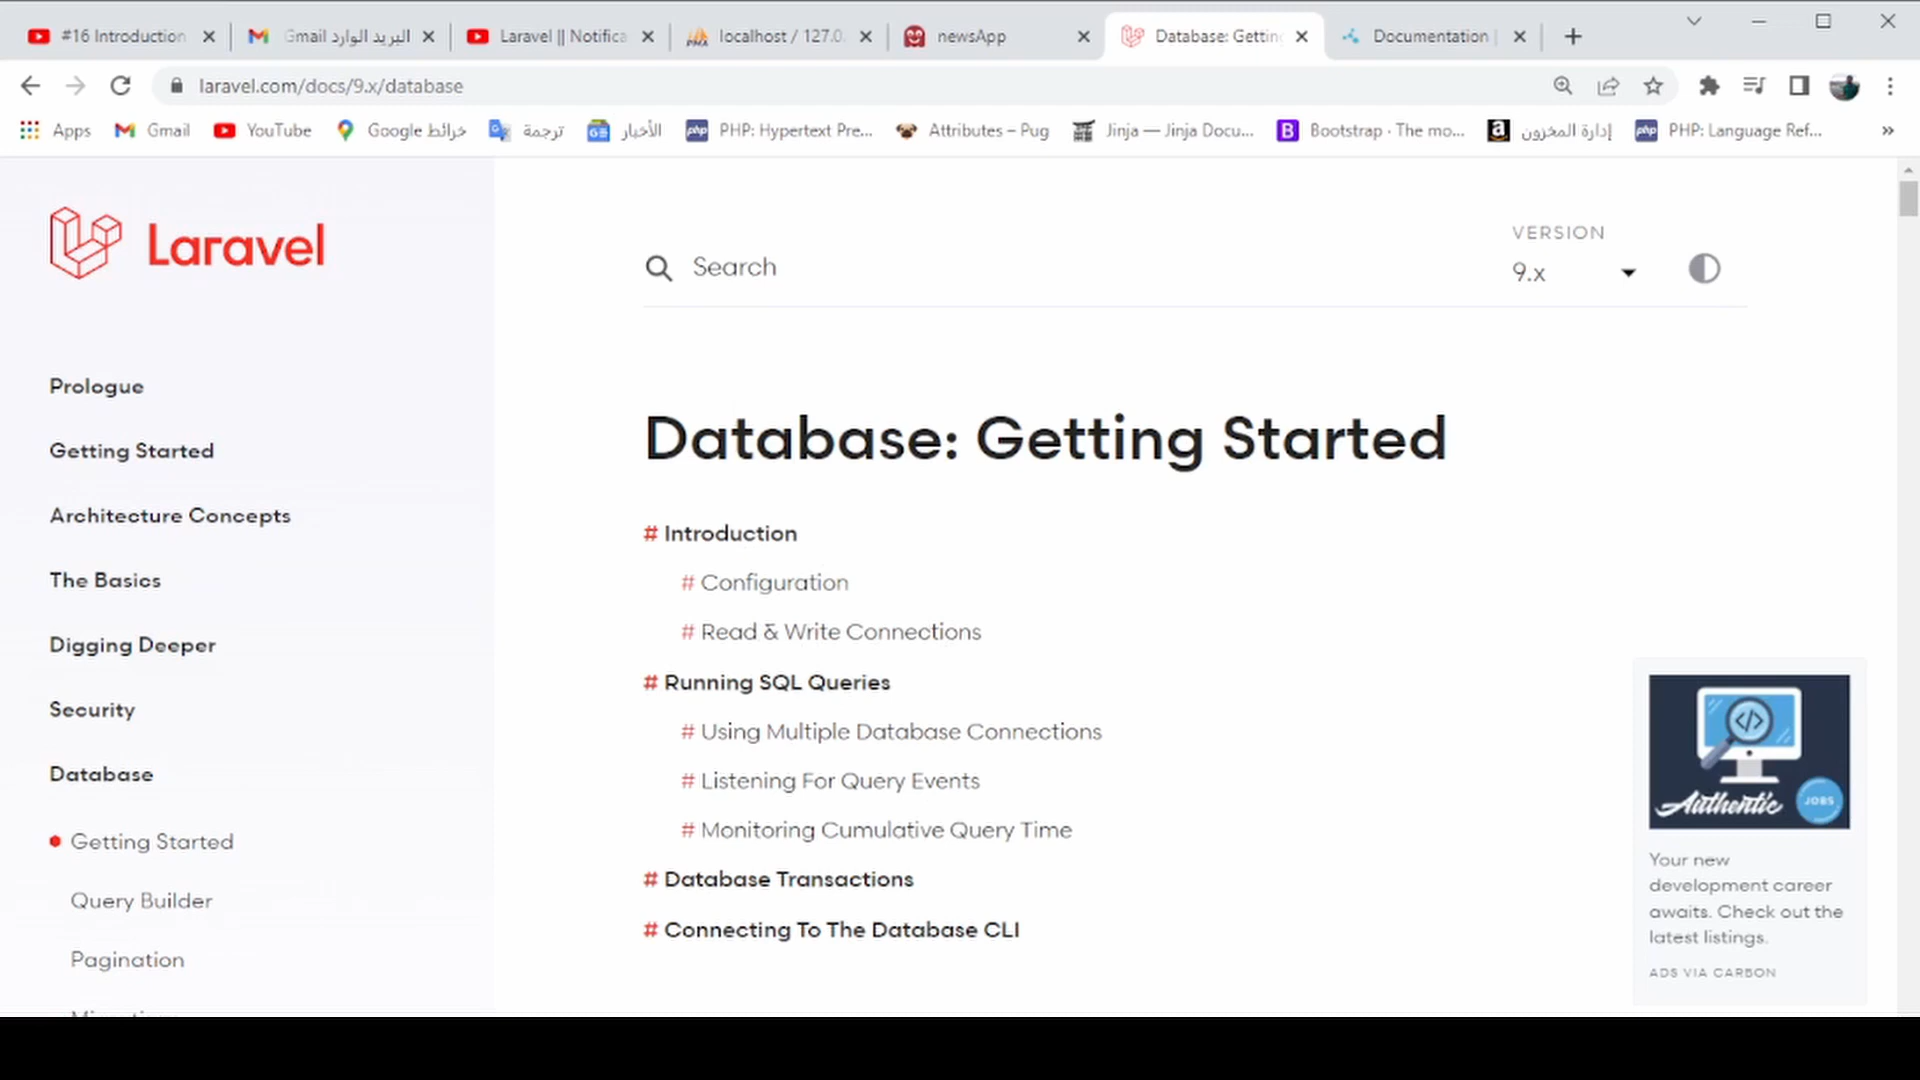 #16 Introduction
Gmail البريد الوارد
Laravel || Notifica
localhost / 127.0.
newsApp
Database: Getting
Documentation |
laravel.com/docs/9.x/database
Apps
Gmail
YouTube
خرائط Google
ترجمة
الأخبار
PHP: Hypertext Pre...
Attributes – Pug
Jinja — Jinja Docu...
Bootstrap · The mo...
إدارة المخزون
PHP: Language Ref...
»
Laravel
Search
VERSION
9.x
Prologue
Getting Started
Architecture Concepts
The Basics
Digging Deeper
Security
Database
Getting Started
Query Builder
Pagination
Database: Getting Started
# Introduction
# Configuration
# Read & Write Connections
# Running SQL Queries
# Using Multiple Database Connections
# Listening For Query Events
# Monitoring Cumulative Query Time
# Database Transactions
# Connecting To The Database CLI
</>
Authentic
JOBS
Your new
development career
awaits. Check out the
latest listings.
ADS VIA CARBON